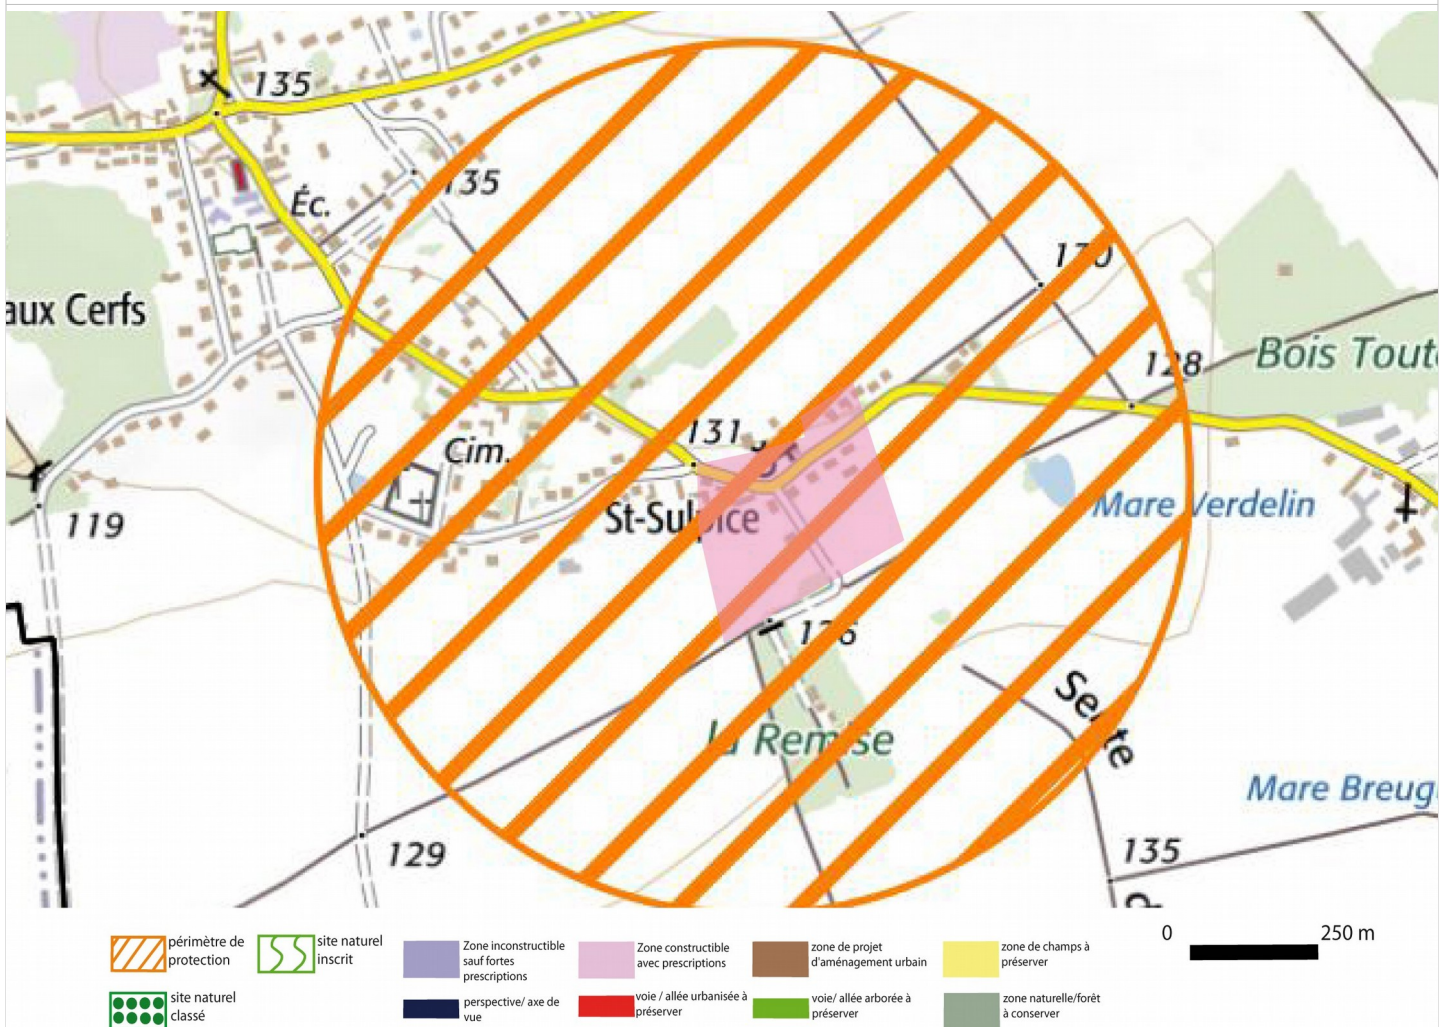 135
135
Éc.
aux Cerfs
128
Bois Tout
131
Cim.
St-Sulpice
Mare Verdelin
119
126
la Remise
Sente
Mare Breug
129
135
périmètre de
protection
site naturel
inscrit
Zone inconstructible
sauf fortes
prescriptions
Zone constructible
avec prescriptions
zone de projet
d'aménagement urbain
zone de champs à
préserver
0
250 m
site naturel
classé
perspective/ axe de
vue
voie / allée urbanisée à
préserver
voie/ allée arborée à
préserver
zone naturelle/forêt
à conserver